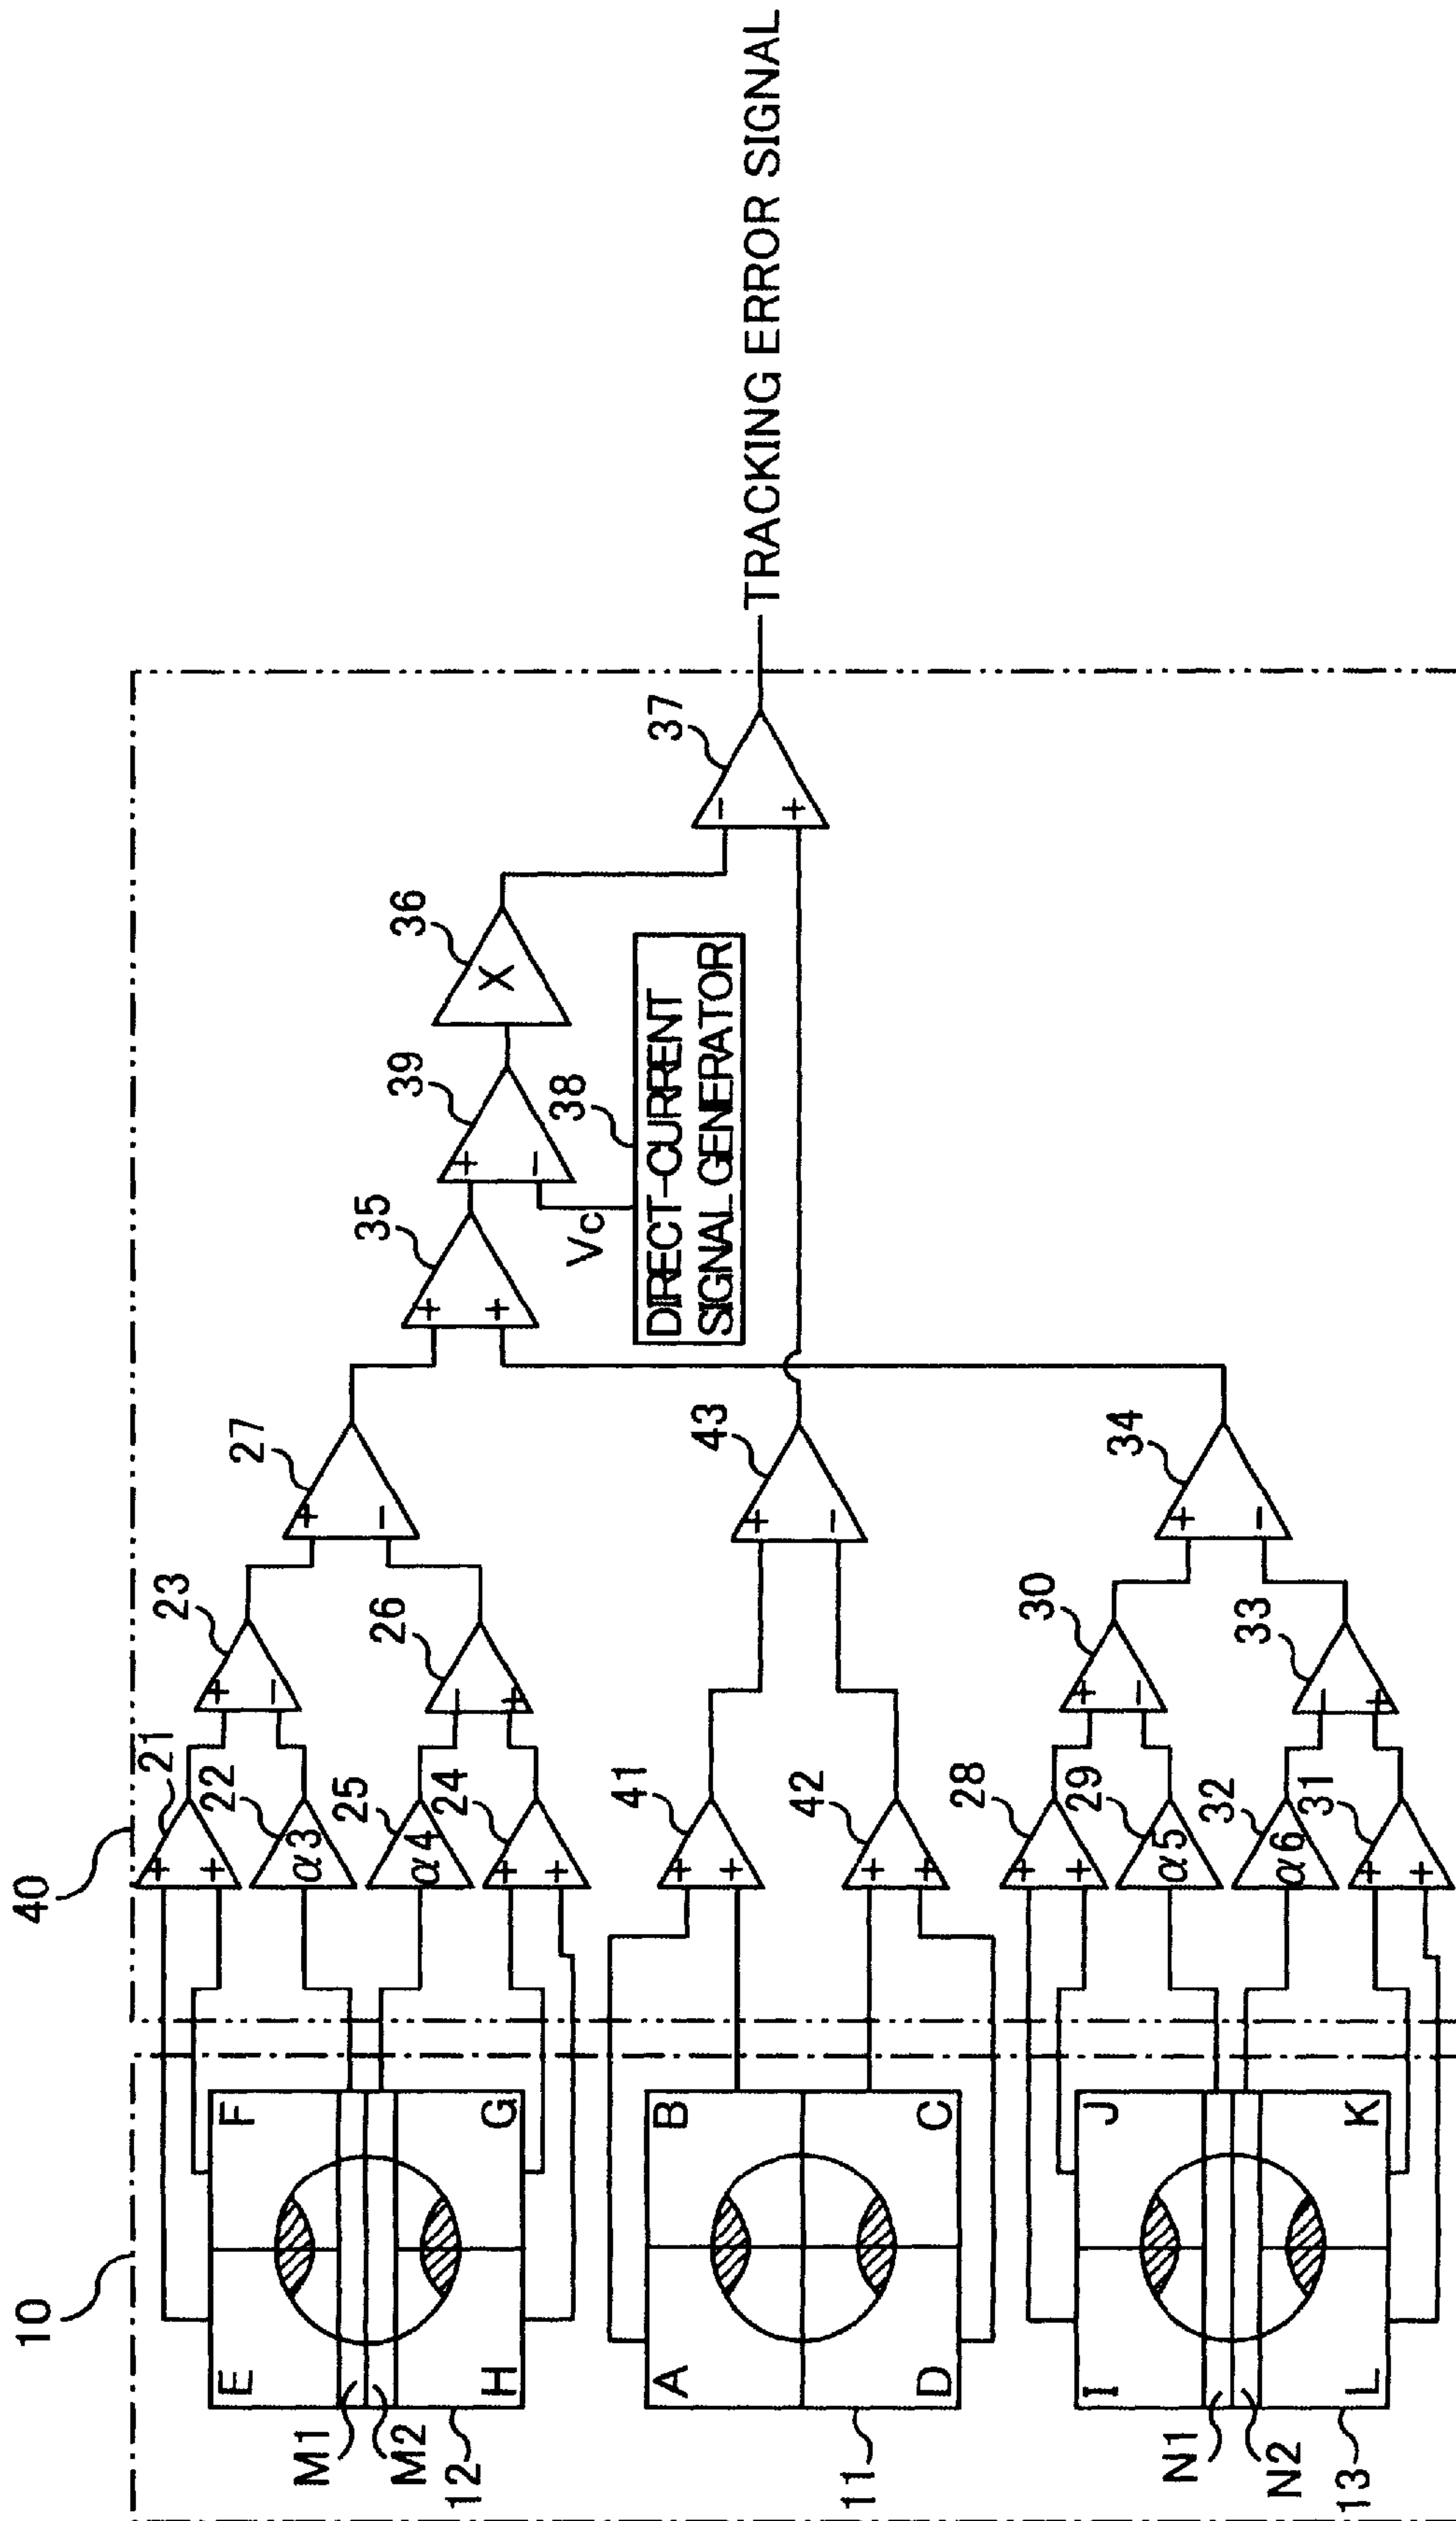 10
40
E
F
M1
M2
H
G
12
21
+
+
22
α3
25
α4
24
+
+
23
+
−
26
−
+
27
+
−
35
+
+
39
+
−
36
X
Vc
38
DIRECT-CURRENT
SIGNAL GENERATOR
37
−
+
TRACKING ERROR SIGNAL
A
B
D
C
11
41
+
+
42
+
+
43
+
−
I
J
N1
N2
L
K
13
28
+
+
29
α5
32
α6
31
+
+
30
+
−
33
−
+
34
+
−